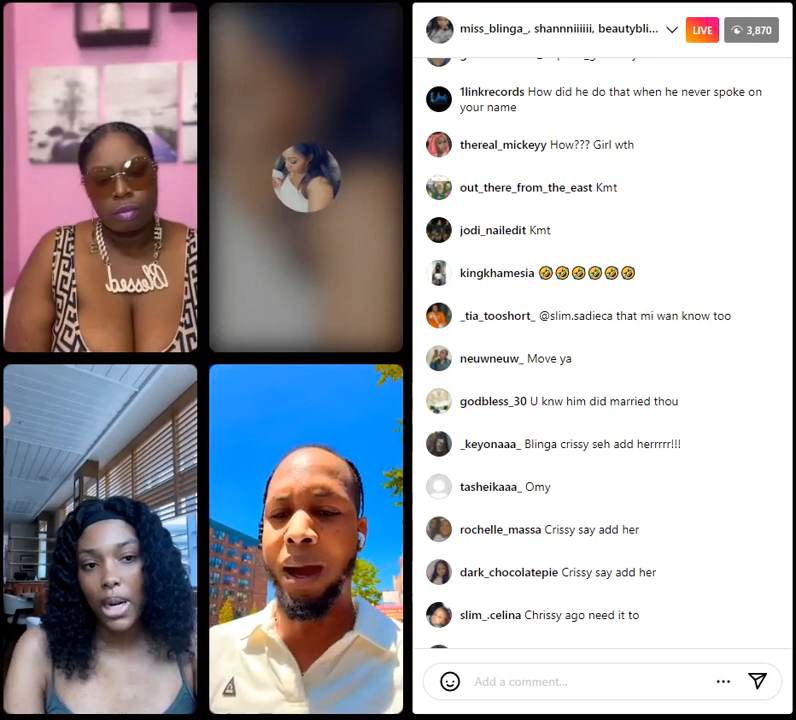 miss_blinga_, shannniiiiii, beautybli...
LIVE
3,870
1linkrecords How did he do that when he never spoke on
your name
thereal_mickeyy How??? Girl wth
out_there_from_the_east Kmt
jodi_nailedit Kmt
kingkhamesia 🤣🤣🤣🤣🤣🤣
_tia_tooshort_ @slim.sadieca that mi wan know too
neuwneuw_ Move ya
godbless_30 U knw him did married thou
_keyonaaa_ Blinga crissy seh add herrrrr!!!
tasheikaaa_ Omy
rochelle_massa Crissy say add her
dark_chocolatepie Crissy say add her
slim_.celina Chrissy ago need it to
Add a comment...
Blessed